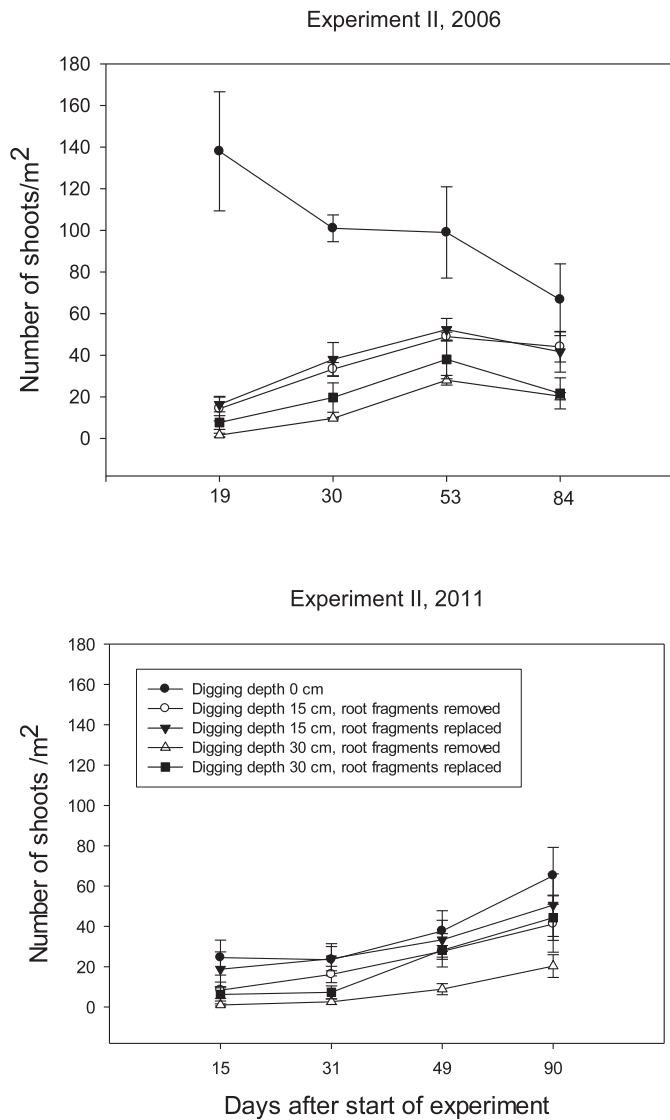 Experiment II, 2006
180
160
140
120
100
80
60
40
20
0
Number of shoots/m2
19 30 53 84
Experiment II, 2011
180
160
140
120
100
80
60
40
20
0
Number of shoots /m2
Digging depth 0 cm
Digging depth 15 cm, root fragments removed
Digging depth 15 cm, root fragments replaced
Digging depth 30 cm, root fragments removed
Digging depth 30 cm, root fragments replaced
15 31 49 90
Days after start of experiment